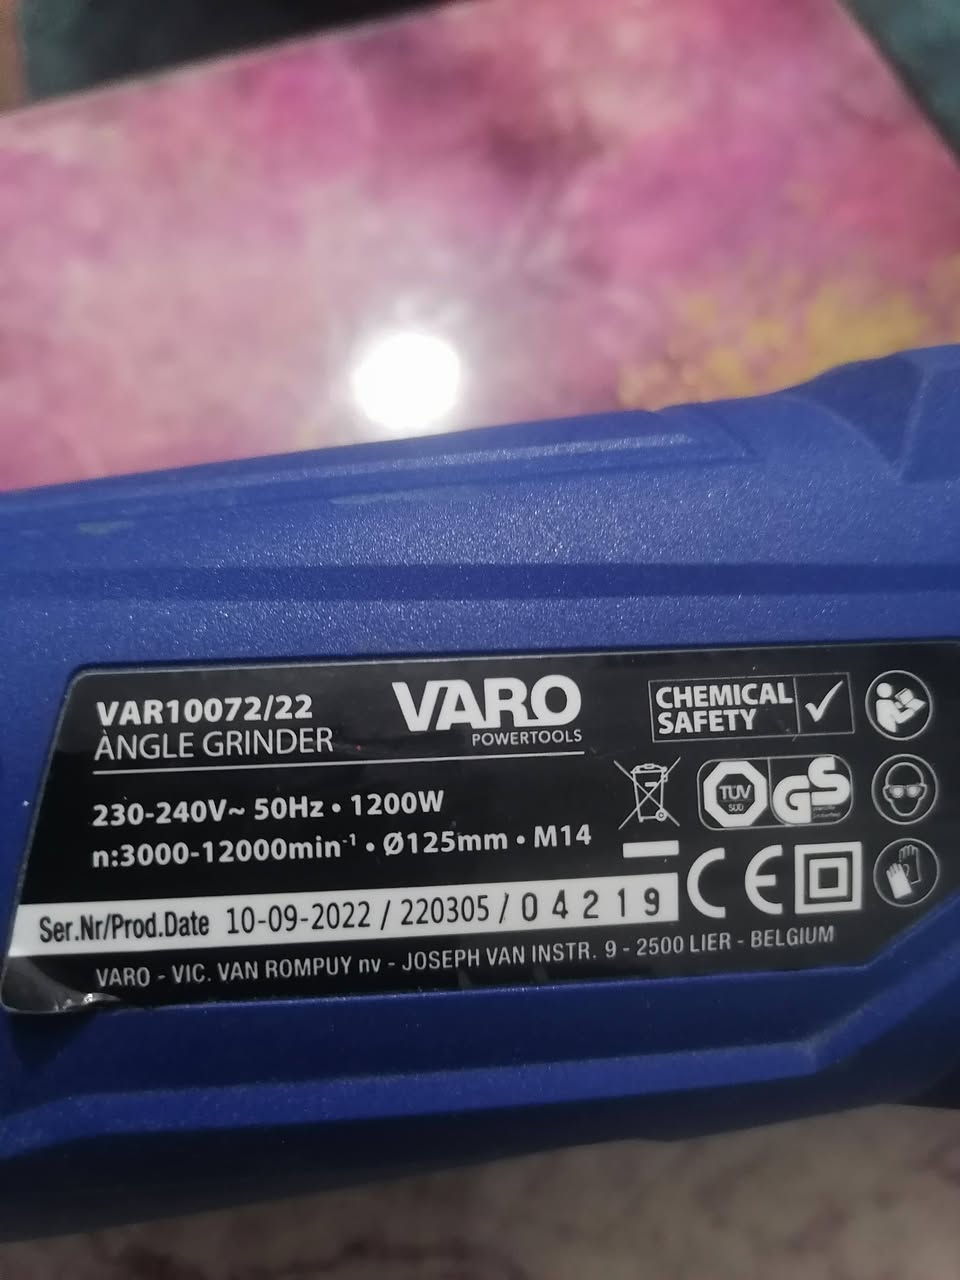 VAR10072/22
ÀNGLE GRINDER
VARO
POWERTOOLS
CHEMICAL
SAFETY
230-240V~ 50Hz • 1200W
n:3000-12000min⁻¹ • Ø125mm • M14
TÜV
SÜD
GS
CE
Ser.Nr/Prod.Date 10-09-2022 / 220305 / 0 4 2 1 9
VARO - VIC. VAN ROMPUY nv - JOSEPH VAN INSTR. 9 - 2500 LIER - BELGIUM